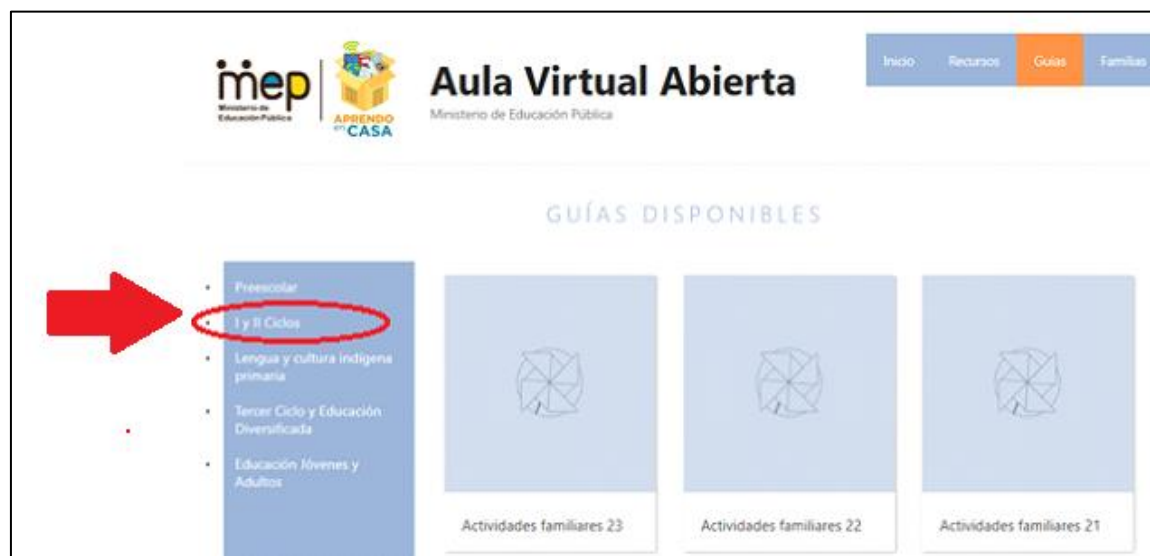 mep
Ministerio de
Educación Pública
APRENDO
en CASA
Aula Virtual Abierta
Ministerio de Educación Pública
Inicio Recursos Guías Familias
GUÍAS DISPONIBLES
Preescolar
I y II Ciclos
Lengua y cultura indígena
primaria
Tercer Ciclo y Educación
Diversificada
Educación Jóvenes y
Adultos
Actividades familiares 23
Actividades familiares 22
Actividades familiares 21